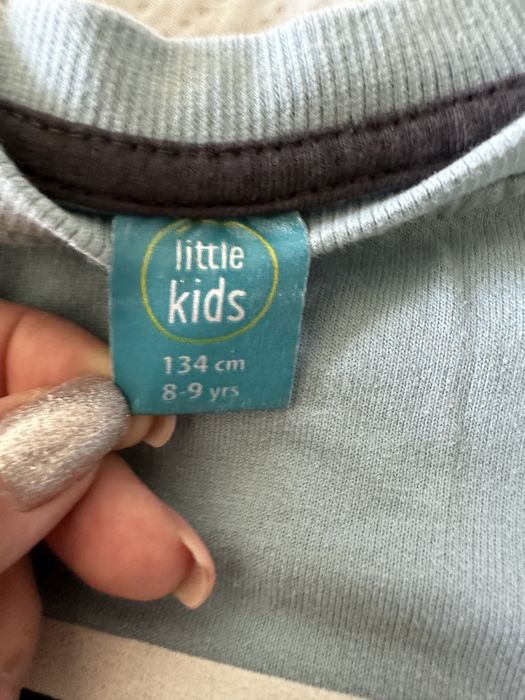 little
kids
134 cm
8-9 yrs